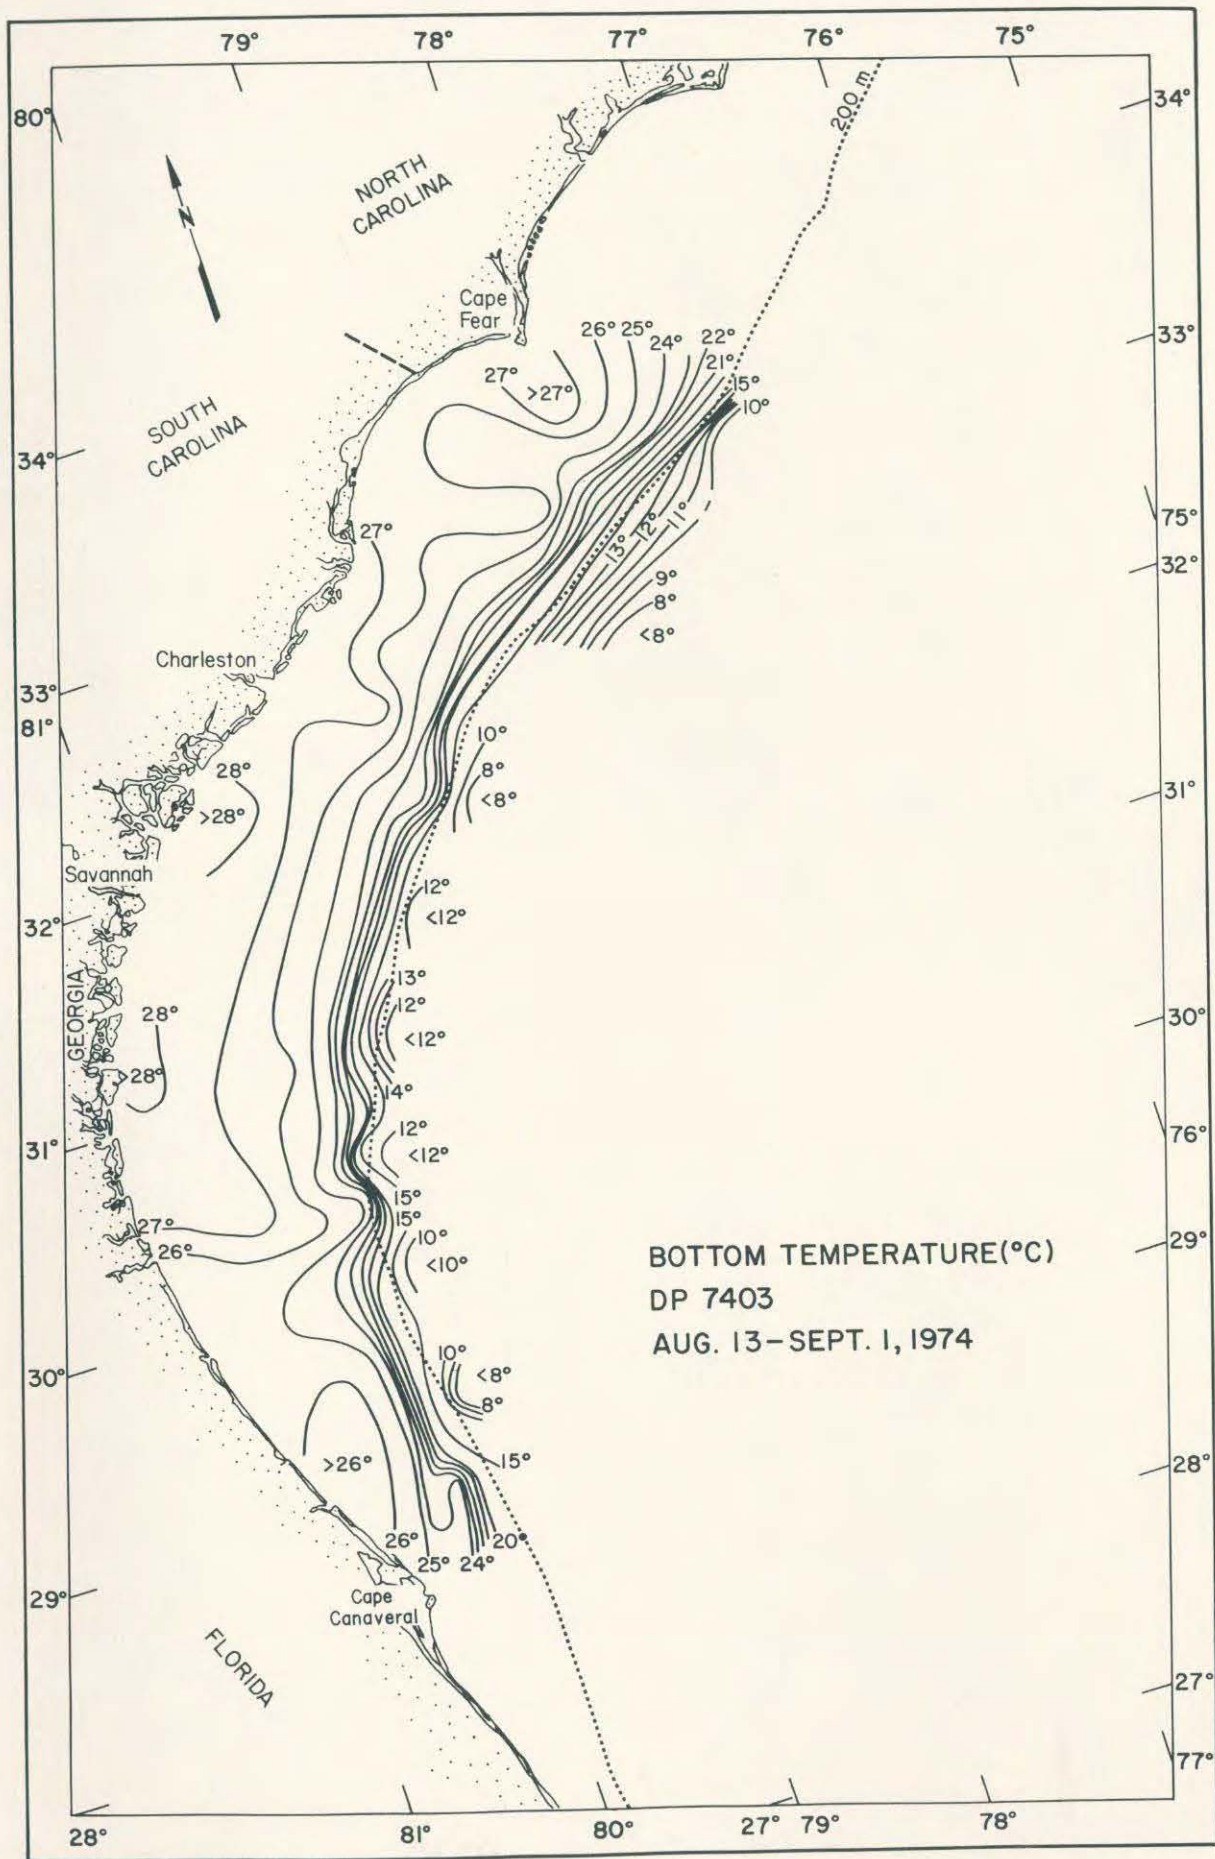 79° 78° 77° 76° 75°
80°
34°
200 m
N
NORTH
CAROLINA
Cape
Fear
33°
26° 25° 24° 22°
21°
15°
10°
27°
>27°
SOUTH
CAROLINA
34°
27°
75°
32°
13° 12° 11°
9°
8°
<8°
Charleston
33°
81°
10°
8°
<8°
31°
28°
>28°
Savannah
12°
<12°
32°
GEORGIA
13°
12°
<12°
30°
28°
>28°
14°
12°
<12°
31°
76°
15°
15°
27°
26°
10°
<10°
29°
BOTTOM TEMPERATURE(°C)
DP 7403
AUG. 13–SEPT. 1, 1974
10°
<8°
8°
30°
>26°
15°
28°
26° 25° 24° 20°
29°
Cape
Canaveral
FLORIDA
27°
77°
28° 81° 80° 27° 79° 78°